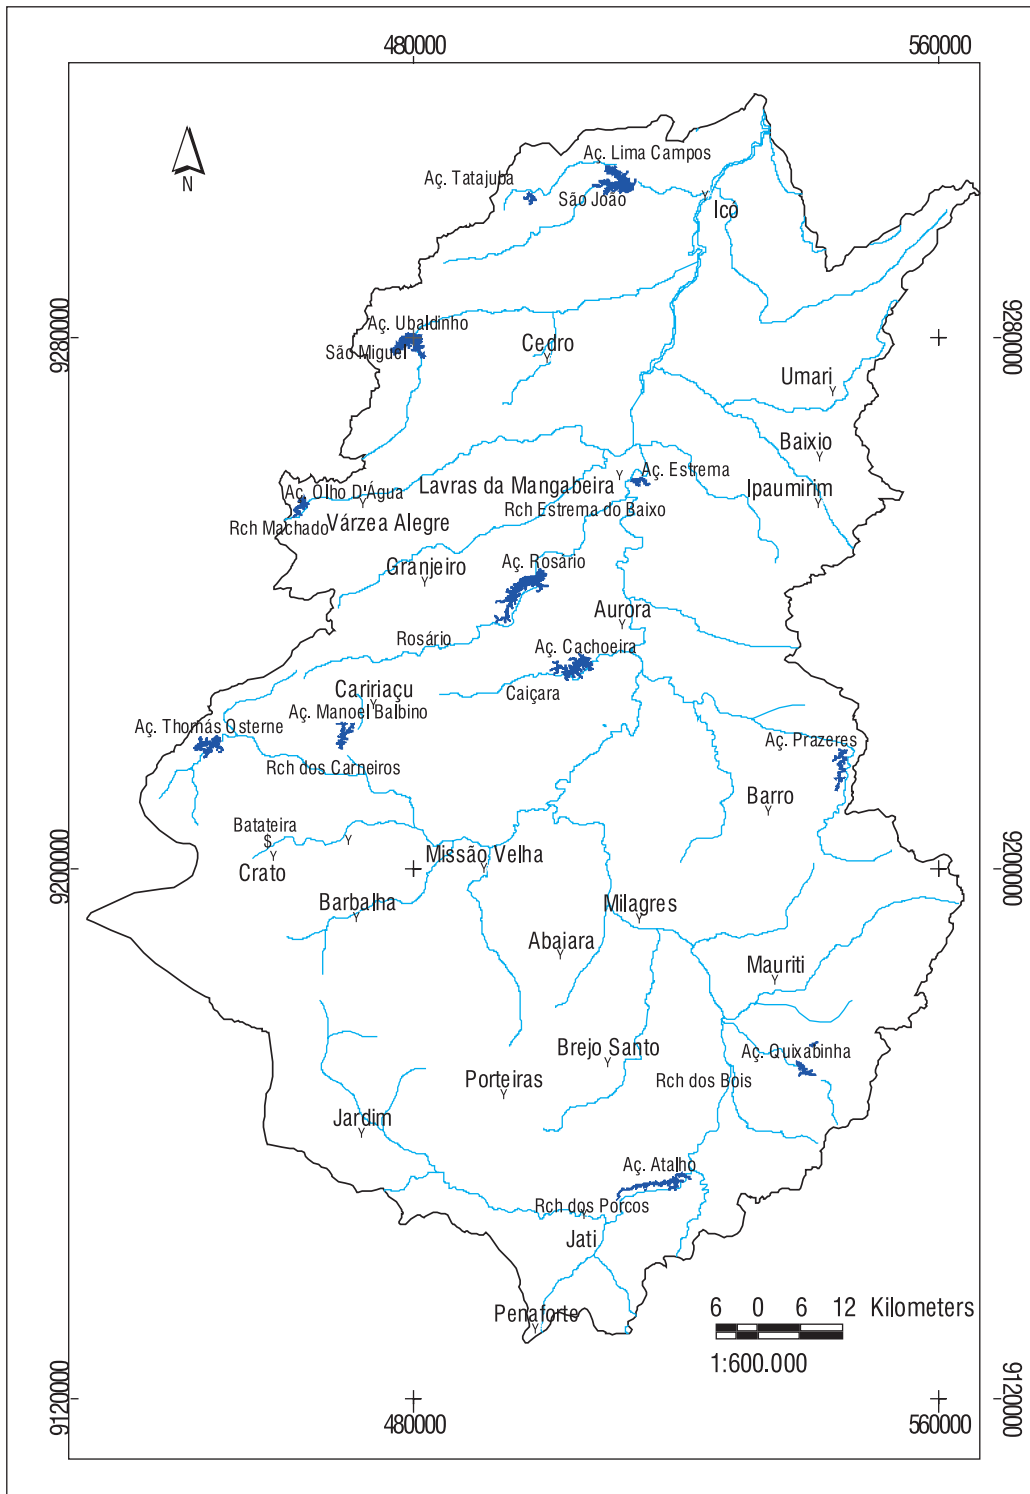 480000
560000
N
Aç. Lima Campos
Aç. Tatajuba
São João
Icó
9280000
9280000
Aç. Ubaldinho
São Miguel
Cedro
Umari
Baixio
Aç. Estrema
Lavras da Mangabeira
Ipaumirim
Aç. Olho D'Água
Rch Estrema do Baixo
Rch Machado
Várzea Alegre
Aç. Rosário
Granjeiro
Aurora
Rosário
Aç. Cachoeira
Caiçara
Caririaçu
Aç. Manoel Balbino
Aç. Thomás Osterne
Aç. Prazeres
Rch dos Carneiros
Barro
Batateira
$
Missão Velha
Crato
9200000
9200000
Barbalha
Milagres
Abaiara
Mauriti
Brejo Santo
Aç. Quixabinha
Porteiras
Rch dos Bois
Jardim
Aç. Atalho
Rch dos Porcos
Jati
Penaforte
6 0 6 12 Kilometers
1:600.000
9120000
9120000
480000
560000